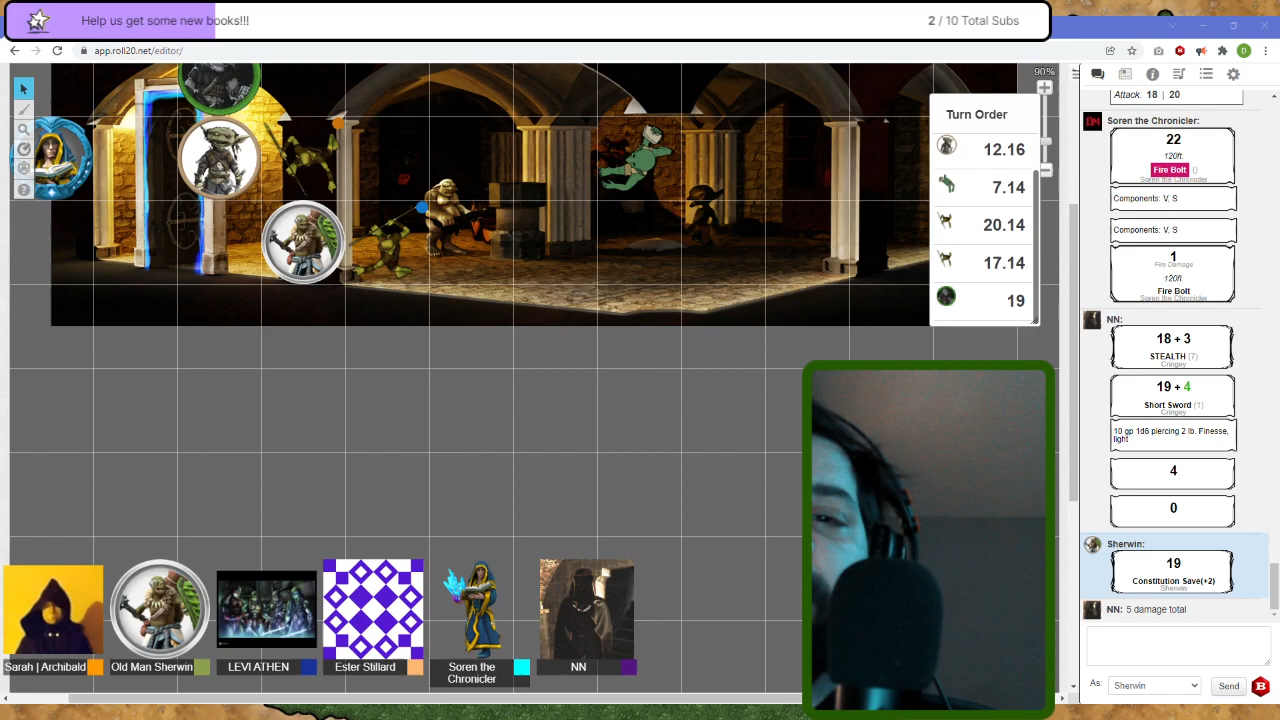 Help us get some new books!!!
2 / 10 Total Subs
app.roll20.net/editor/
D
90%
Turn Order
12.16
7.14
20.14
17.14
19
Attack: 18 | 20
Soren the Chronicler:
22
120ft.
Fire Bolt ()
Soren the Chronicler
Components: V, S
Components: V, S
1
Fire Damage
120ft.
Fire Bolt
Soren the Chronicler
NN:
18 + 3
STEALTH (7)
Cringey
19 + 4
Short Sword (1)
Cringey
10 gp 1d6 piercing 2 lb. Finesse,
light
4
0
Sherwin:
19
Constitution Save(+2)
Sherwin
NN: 5 damage total
As: Sherwin
Send
B
Sarah | Archibald
Old Man Sherwin
LEVI ATHEN
Ester Stillard
Soren the
Chronicler
NN